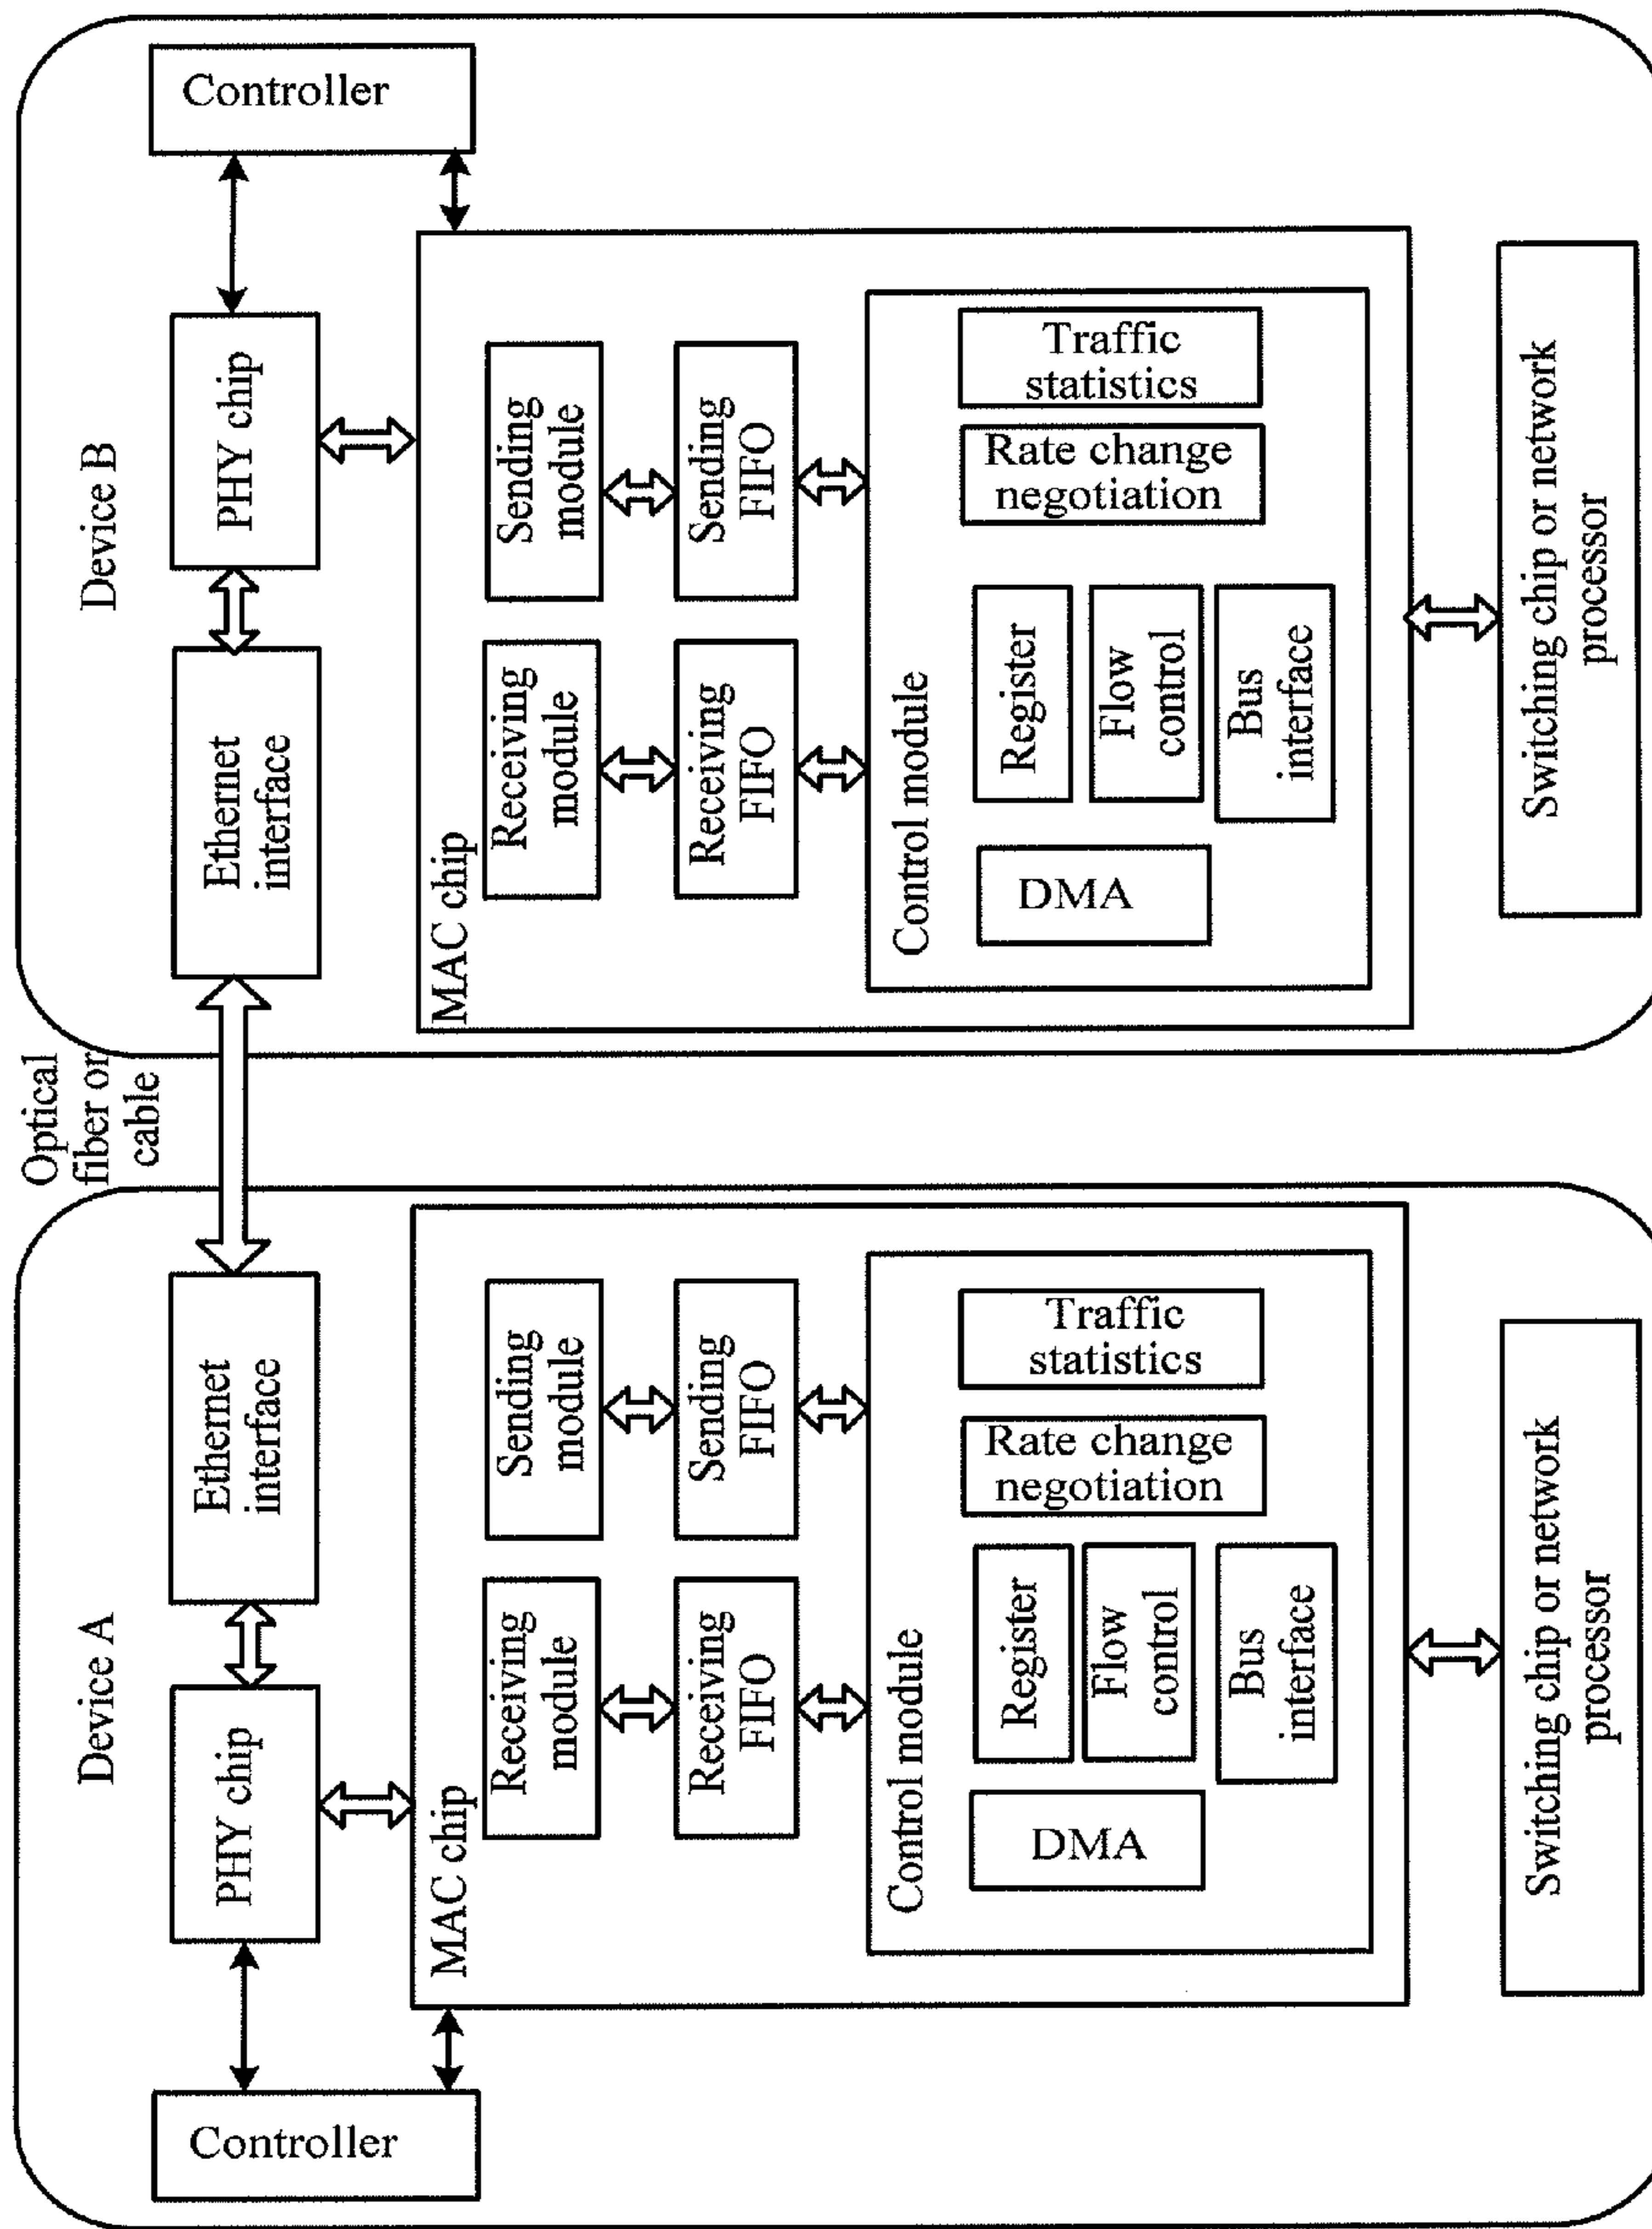 Device A
Controller
PHY chip
Ethernet
interface
MAC chip
Receiving
module
Sending
module
Receiving
FIFO
Sending
FIFO
Control module
DMA
Register
Flow
control
Bus
interface
Rate change
negotiation
Traffic
statistics
Switching chip or network
processor
Optical
fiber or
cable
Device B
Ethernet
interface
PHY chip
Controller
MAC chip
Receiving
module
Sending
module
Receiving
FIFO
Sending
FIFO
Control module
DMA
Register
Flow
control
Bus
interface
Rate change
negotiation
Traffic
statistics
Switching chip or network
processor